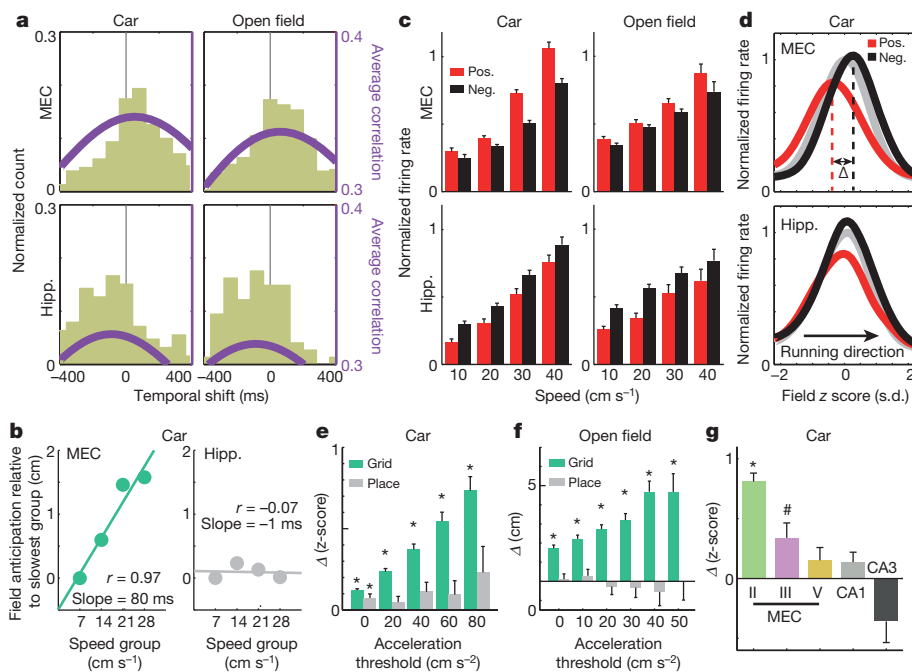 a
Car
Open field
0.3
0.4
MEC
0
0.3
Average correlation
0.3
0.4
Hipp.
0
0.3
Average correlation
Normalized count
−400 0 400
−400 0 400
Temporal shift (ms)
c
Car
Open field
1
Pos.
Neg.
MEC
0
1
Hipp.
0
Normalized firing rate
10 20 30 40
10 20 30 40
Speed (cm s−1)
d
Car
1
MEC
Pos.
Neg.
Δ
0
Normalized firing rate
1
Hipp.
Running direction
0
Normalized firing rate
−2 0 2
Field z score (s.d.)
b
Car
Field anticipation relative
to slowest group (cm)
2
MEC
1
0
r = 0.97
Slope = 80 ms
7 14 21 28
Speed group
(cm s−1)
2
Hipp.
r = -0.07
Slope = −1 ms
1
0
7 14 21 28
Speed group
(cm s−1)
e
Car
1
Grid
Place
Δ (z-score)
0
* * * * * *
0 20 40 60 80
Acceleration
threshold (cm s−2)
f
Open field
5
Grid
Place
Δ (cm)
0
* * * * * *
0 10 20 30 40 50
Acceleration
threshold (cm s−2)
g
Car
1
*
#
Δ (z-score)
0
II III V CA1 CA3
MEC